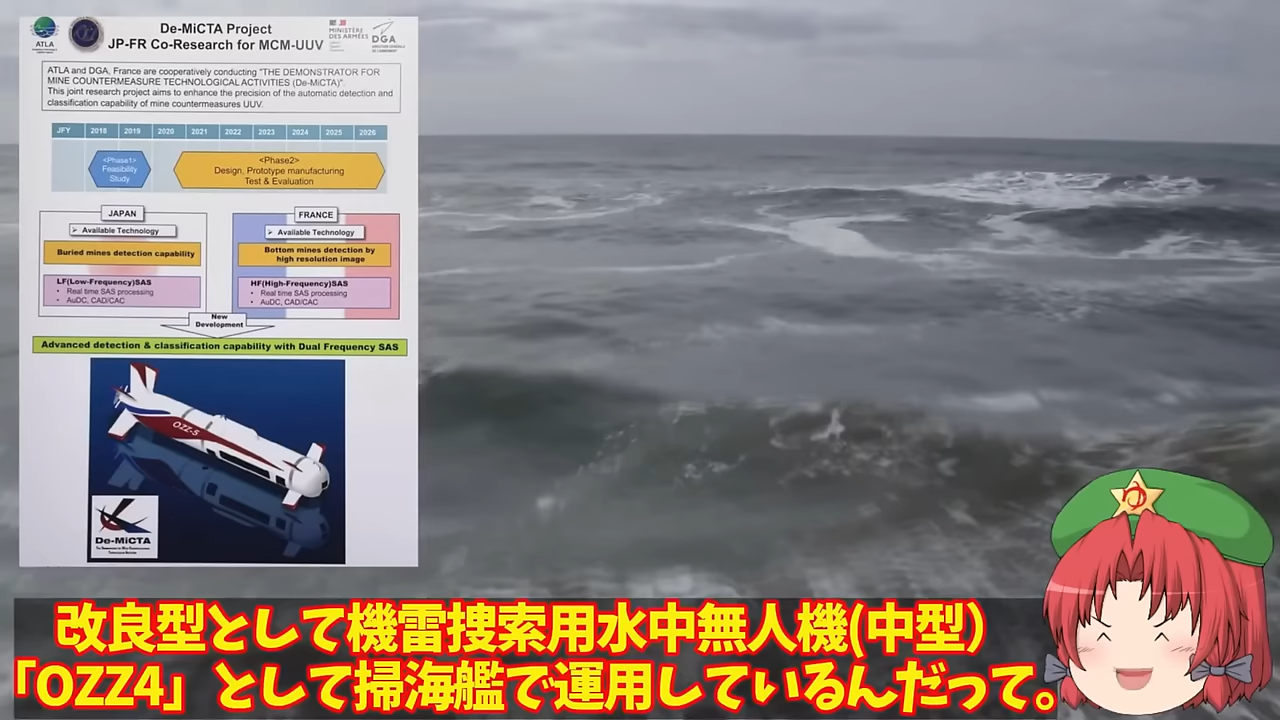 De-MiCTA Project
JP-FR Co-Research for MCM-UUV
ATLA
MINISTÈRE
DES ARMÉES
DGA
ATLA and DGA, France are cooperatively conducting "THE DEMONSTRATOR FOR
MINE COUNTERMEASURE TECHNOLOGICAL ACTIVITIES (De-MiCTA)".
This joint research project aims to enhance the precision of the automatic detection and
classification capability of mine countermeasures UUV.
JFY 2018 2019 2020 2021 2022 2023 2024 2025 2026
<Phase1>
Feasibility
Study
<Phase2>
Design, Prototype manufacturing
Test & Evaluation
JAPAN
➢ Available Technology
Buried mines detection capability
LF(Low-Frequency)SAS
• Real time SAS processing
• AuDC, CAD/CAC
FRANCE
➢ Available Technology
Bottom mines detection by
high resolution image
HF(High-Frequency)SAS
• Real time SAS processing
• AuDC, CAD/CAC
New
Development
Advanced detection & classification capability with Dual Frequency SAS
OZZ-5
De-MiCTA
ゆ
改良型として機雷捜索用水中無人機(中型)
「OZZ4」として掃海艦で運用しているんだって。